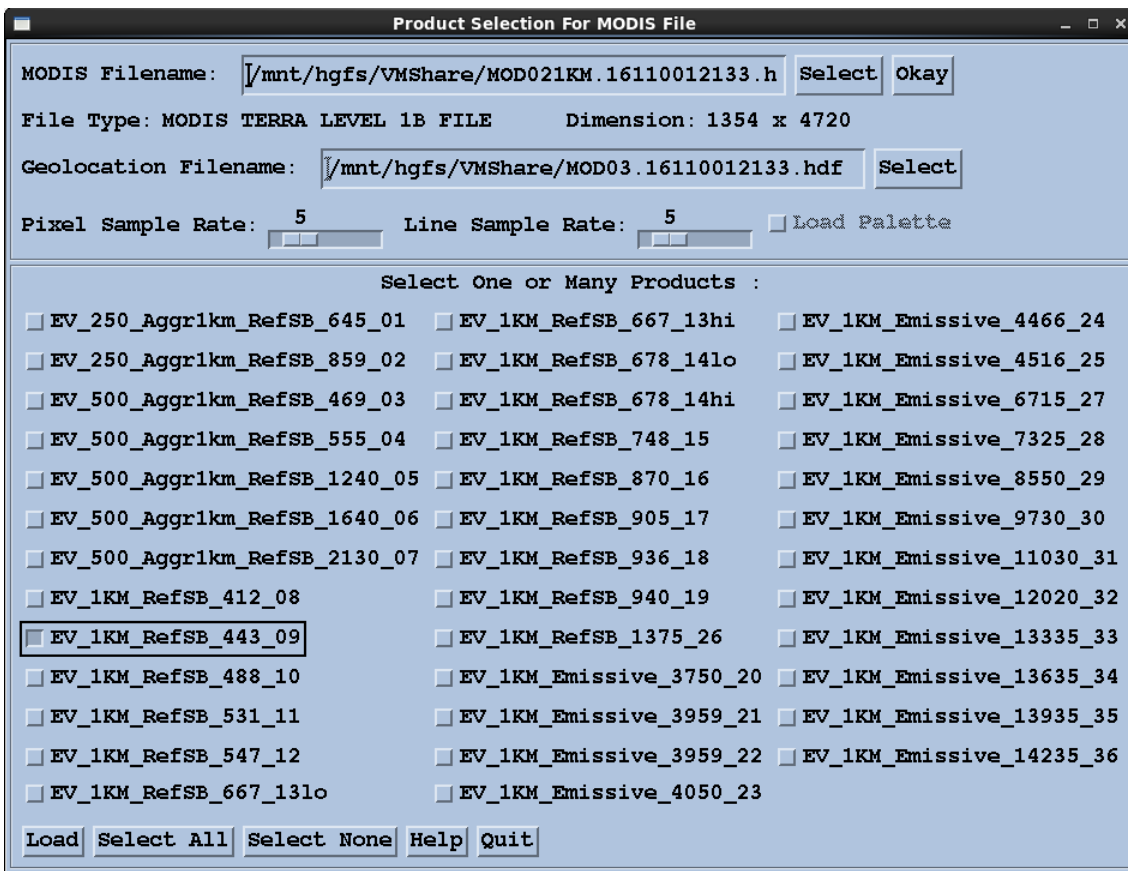 Product Selection For MODIS File
MODIS Filename: /mnt/hgfs/VMShare/MOD021KM.16110012133.h Select Okay
File Type: MODIS TERRA LEVEL 1B FILE Dimension: 1354 x 4720
Geolocation Filename: /mnt/hgfs/VMShare/MOD03.16110012133.hdf Select
Pixel Sample Rate: 5 Line Sample Rate: 5 Load Palette
Select One or Many Products :
EV_250_Aggr1km_RefSB_645_01 EV_1KM_RefSB_667_13hi EV_1KM_Emissive_4466_24
EV_250_Aggr1km_RefSB_859_02 EV_1KM_RefSB_678_14lo EV_1KM_Emissive_4516_25
EV_500_Aggr1km_RefSB_469_03 EV_1KM_RefSB_678_14hi EV_1KM_Emissive_6715_27
EV_500_Aggr1km_RefSB_555_04 EV_1KM_RefSB_748_15 EV_1KM_Emissive_7325_28
EV_500_Aggr1km_RefSB_1240_05 EV_1KM_RefSB_870_16 EV_1KM_Emissive_8550_29
EV_500_Aggr1km_RefSB_1640_06 EV_1KM_RefSB_905_17 EV_1KM_Emissive_9730_30
EV_500_Aggr1km_RefSB_2130_07 EV_1KM_RefSB_936_18 EV_1KM_Emissive_11030_31
EV_1KM_RefSB_412_08 EV_1KM_RefSB_940_19 EV_1KM_Emissive_12020_32
EV_1KM_RefSB_443_09 EV_1KM_RefSB_1375_26 EV_1KM_Emissive_13335_33
EV_1KM_RefSB_488_10 EV_1KM_Emissive_3750_20 EV_1KM_Emissive_13635_34
EV_1KM_RefSB_531_11 EV_1KM_Emissive_3959_21 EV_1KM_Emissive_13935_35
EV_1KM_RefSB_547_12 EV_1KM_Emissive_3959_22 EV_1KM_Emissive_14235_36
EV_1KM_RefSB_667_13lo EV_1KM_Emissive_4050_23
Load Select All Select None Help Quit